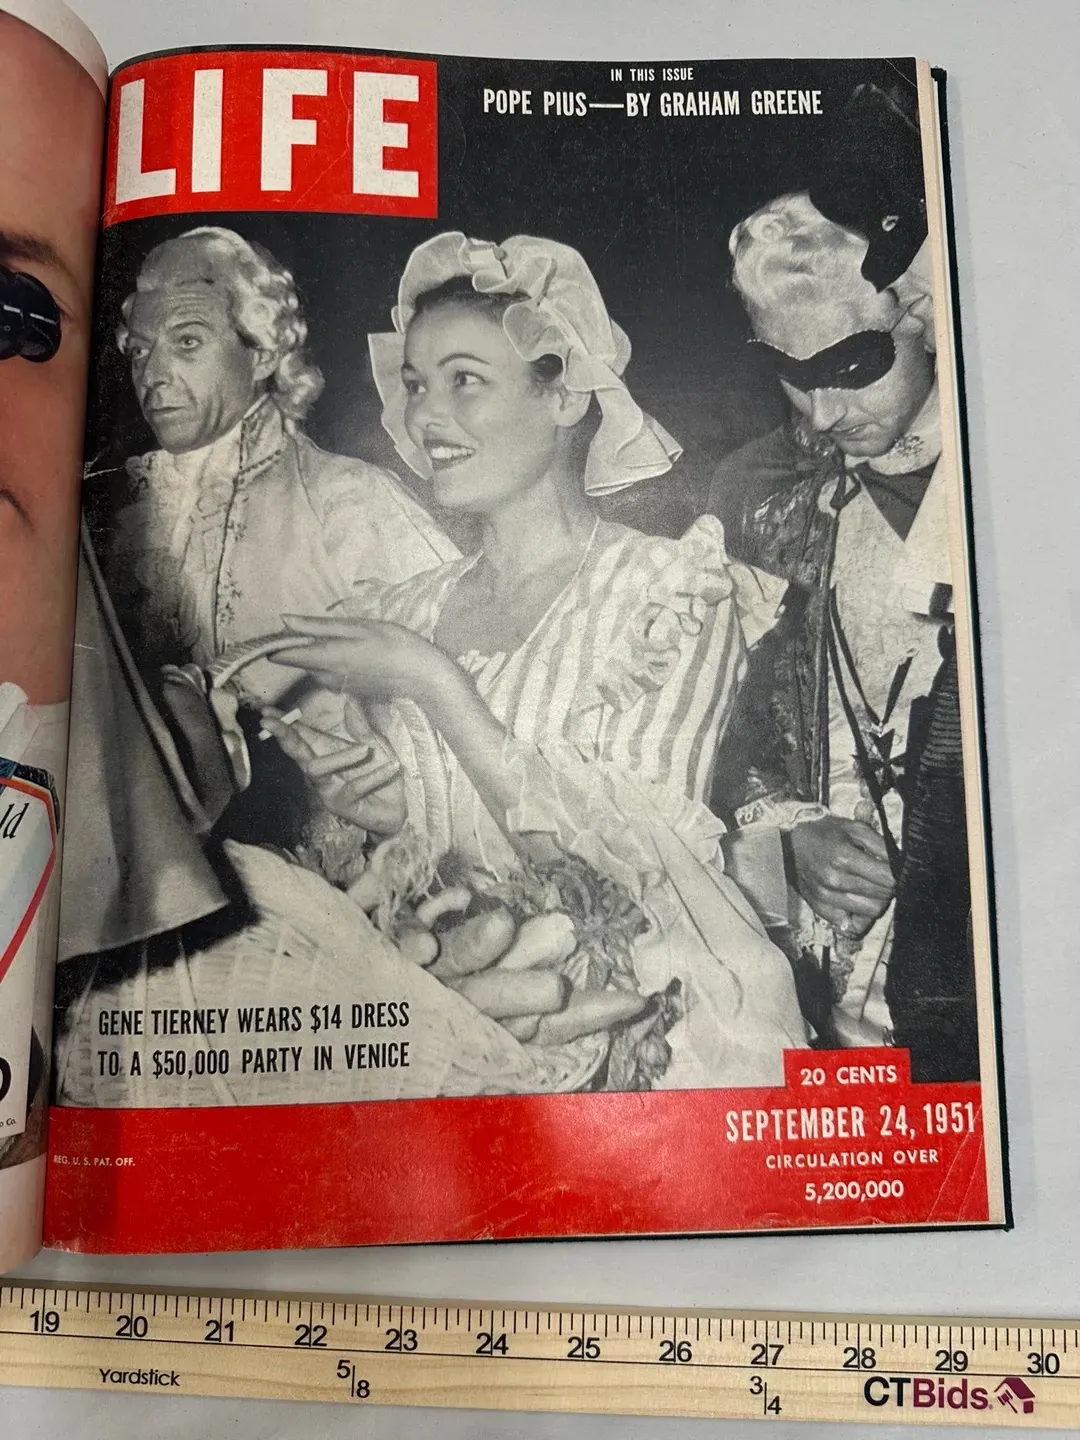 LIFE
IN THIS ISSUE
POPE PIUS—BY GRAHAM GREENE
ld
GENE TIERNEY WEARS $14 DRESS
TO A $50,000 PARTY IN VENICE
20 CENTS
SEPTEMBER 24, 1951
CIRCULATION OVER
5,200,000
REG. U. S. PAT. OFF.
Co.
19 20 21 22 23 24 25 26 27 28 29 30
Yardstick
5/8
3/4
CTBids